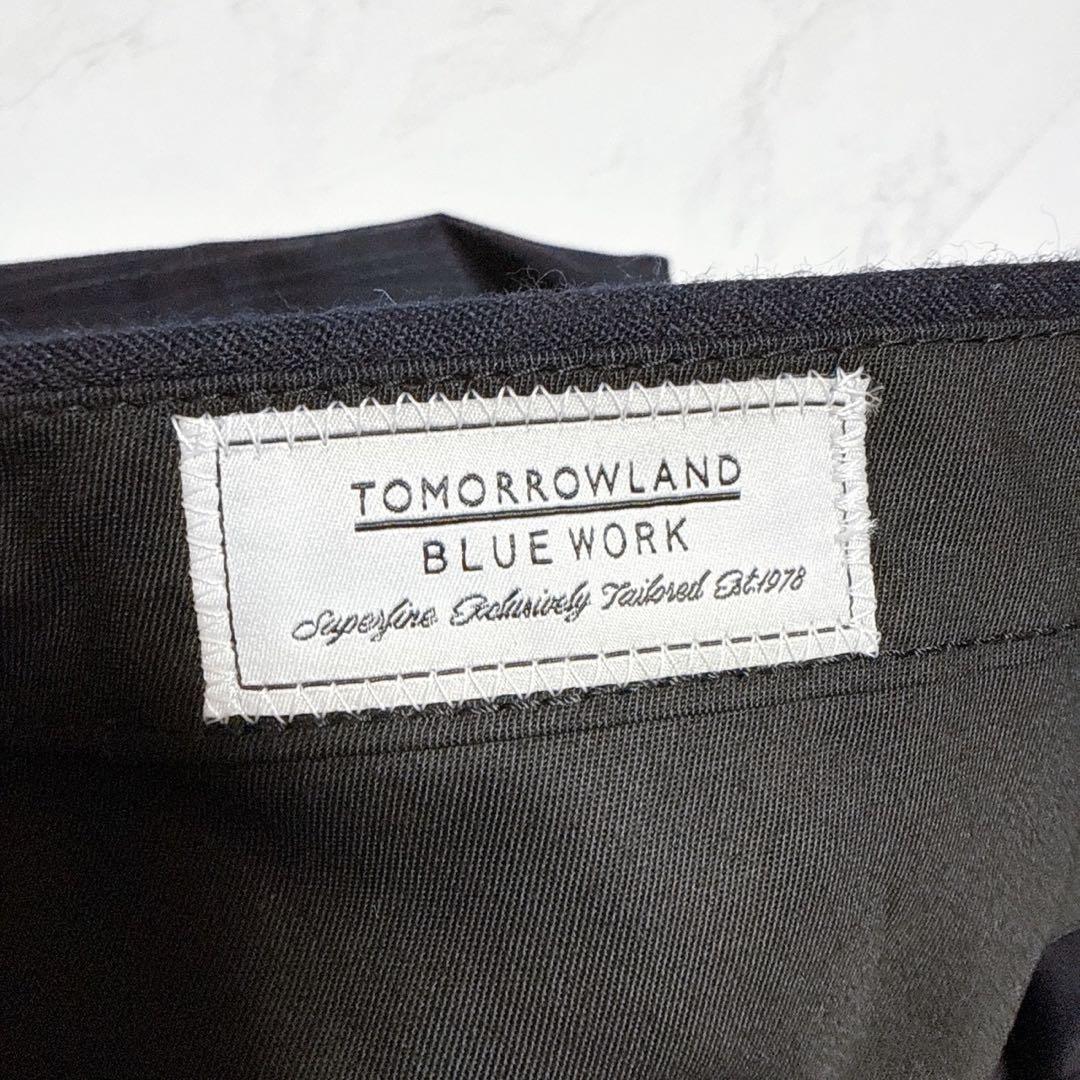 TOMORROWLAND
BLUE WORK
Superfine Exclusively Tailored Est.1978